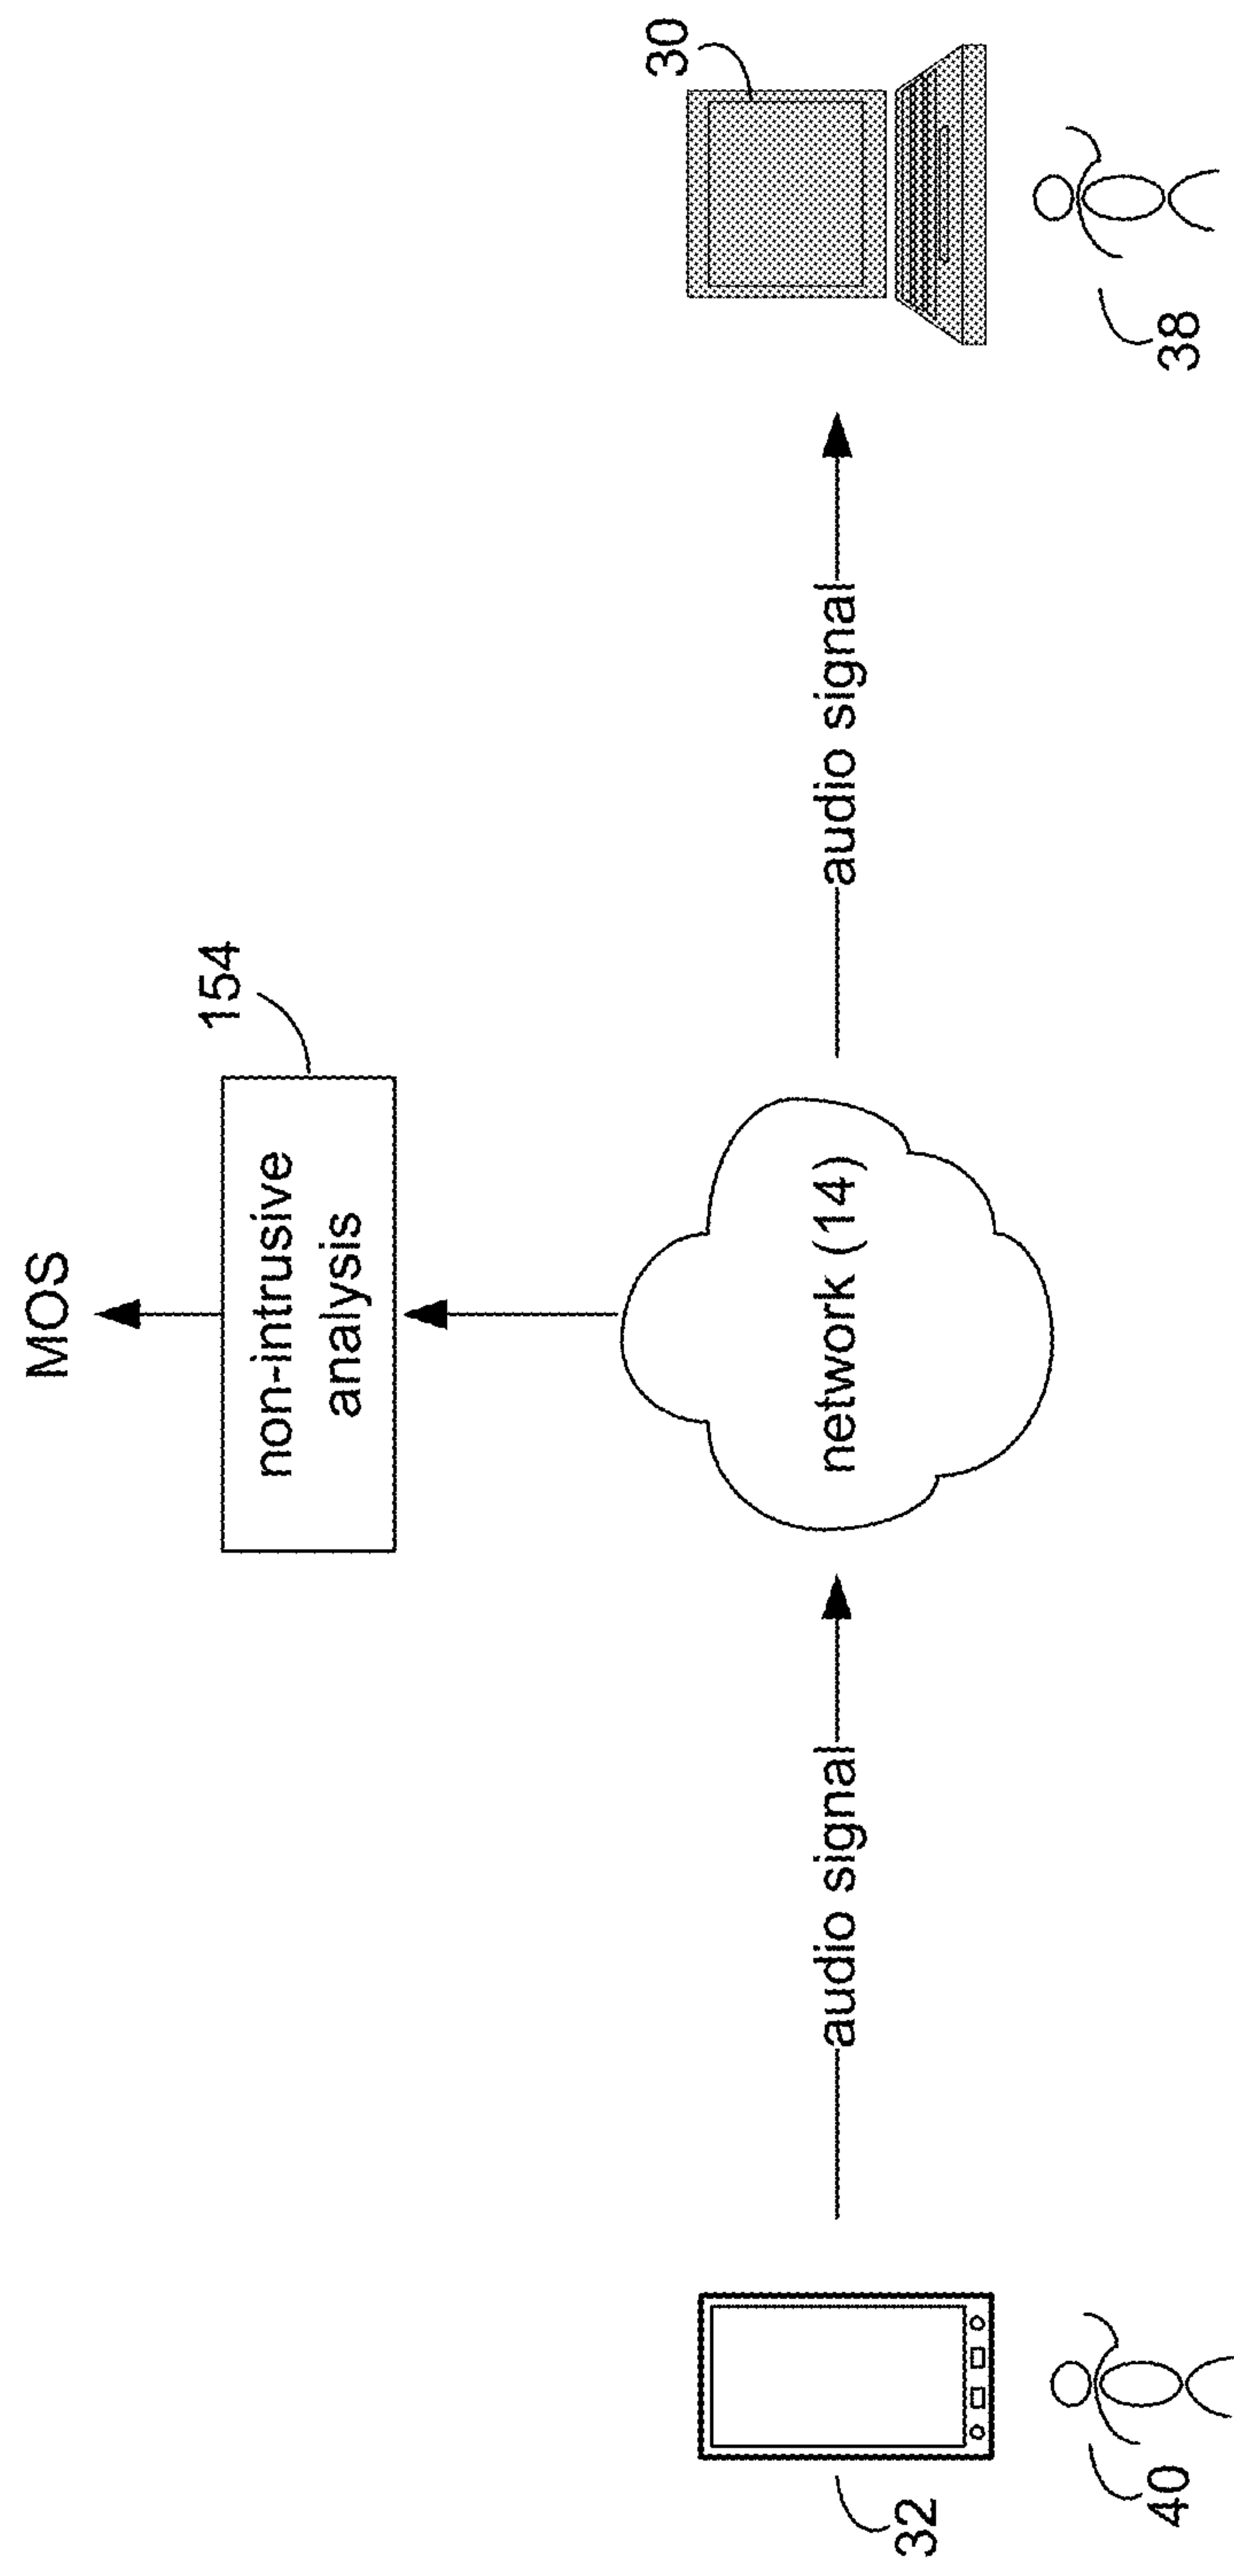 MOS
154
non-intrusive
analysis
30
32
audio signal
network (14)
audio signal
40
38